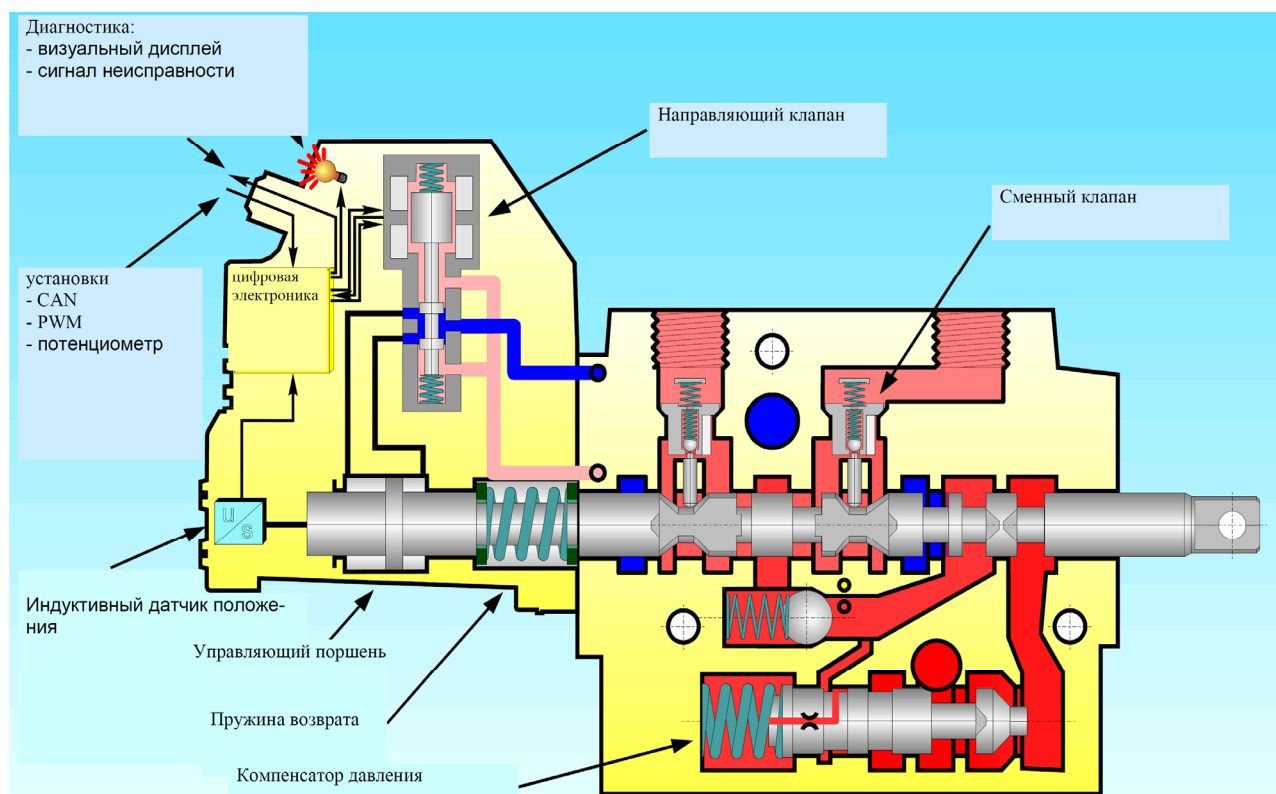 Диагностика:
- визуальный дисплей
- сигнал неисправности
Направляющий клапан
Сменный клапан
установки
- CAN
- PWM
- потенциометр
цифровая
электроника
u
s
Индуктивный датчик положе-
ния
Управляющий поршень
Пружина возврата
Компенсатор давления